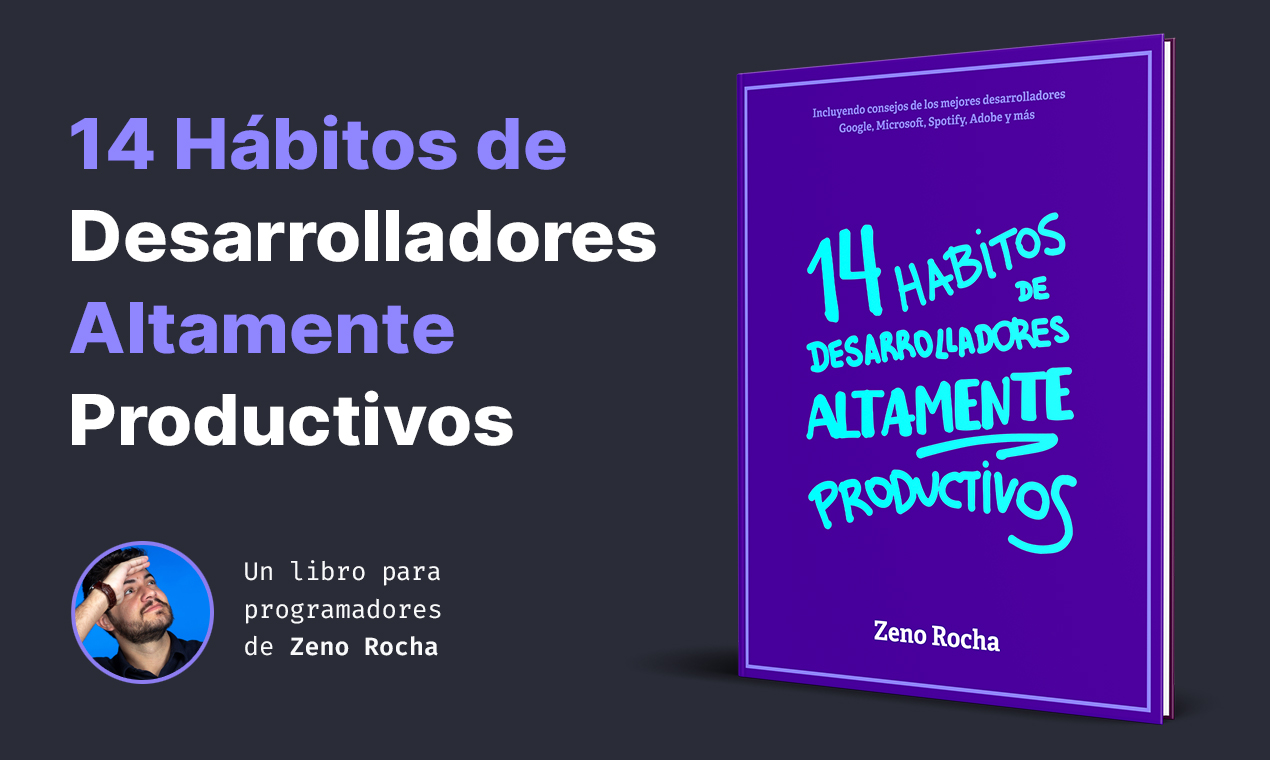 14 Hábitos de
Desarrolladores
Altamente
Productivos
Un libro para
programadores
de Zeno Rocha
Incluyendo consejos de los mejores desarrolladores
Google, Microsoft, Spotify, Adobe y más
14 HABITOS
DE
DESARROLLADORES
ALTAMENTE
PRODUCTIVOS
Zeno Rocha